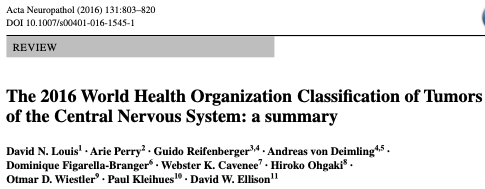 Acta Neuropathol (2016) 131:803–820
DOI 10.1007/s00401-016-1545-1
REVIEW
The 2016 World Health Organization Classification of Tumors
of the Central Nervous System: a summary
David N. Louis¹ · Arie Perry² · Guido Reifenberger³,⁴ · Andreas von Deimling⁴,⁵ ·
Dominique Figarella‑Branger⁶ · Webster K. Cavenee⁷ · Hiroko Ohgaki⁸ ·
Otmar D. Wiestler⁹ · Paul Kleihues¹⁰ · David W. Ellison¹¹